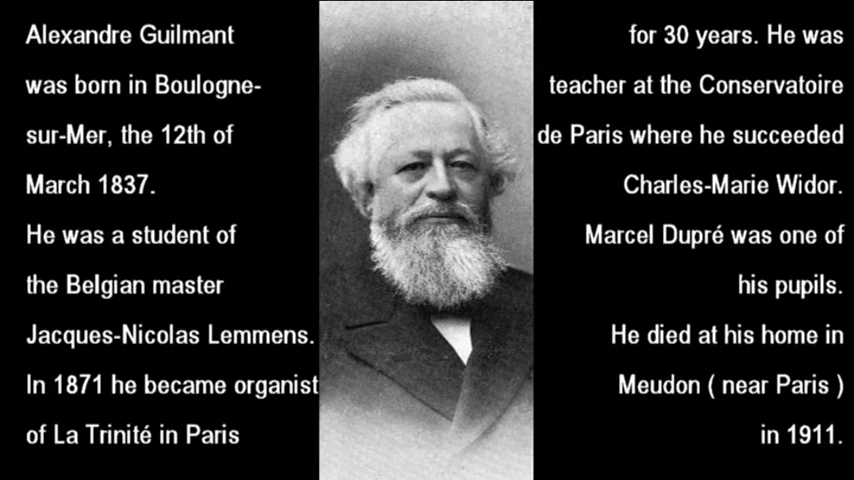 Alexandre Guilmant
was born in Boulogne-
sur-Mer, the 12th of
March 1837.
He was a student of
the Belgian master
Jacques-Nicolas Lemmens.
In 1871 he became organist
of La Trinité in Paris
for 30 years. He was
teacher at the Conservatoire
de Paris where he succeeded
Charles-Marie Widor.
Marcel Dupré was one of
his pupils.
He died at his home in
Meudon ( near Paris )
in 1911.